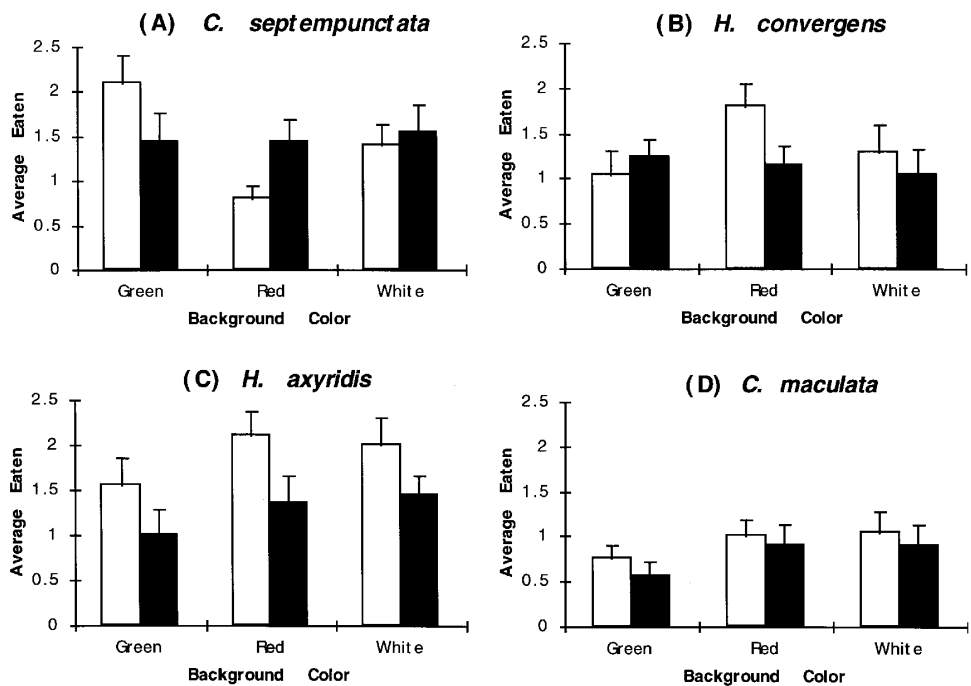 (A) C. septempunctata
Average Eaten
2.5
2
1.5
1
0.5
0
Green Red White
Background Color
(B) H. convergens
Average Eaten
2.5
2
1.5
1
0.5
0
Green Red White
Background Color
(C) H. axyridis
Average Eaten
2.5
2
1.5
1
0.5
0
Green Red White
Background Color
(D) C. maculata
Average Eaten
2.5
2
1.5
1
0.5
0
Green Red White
Background Color